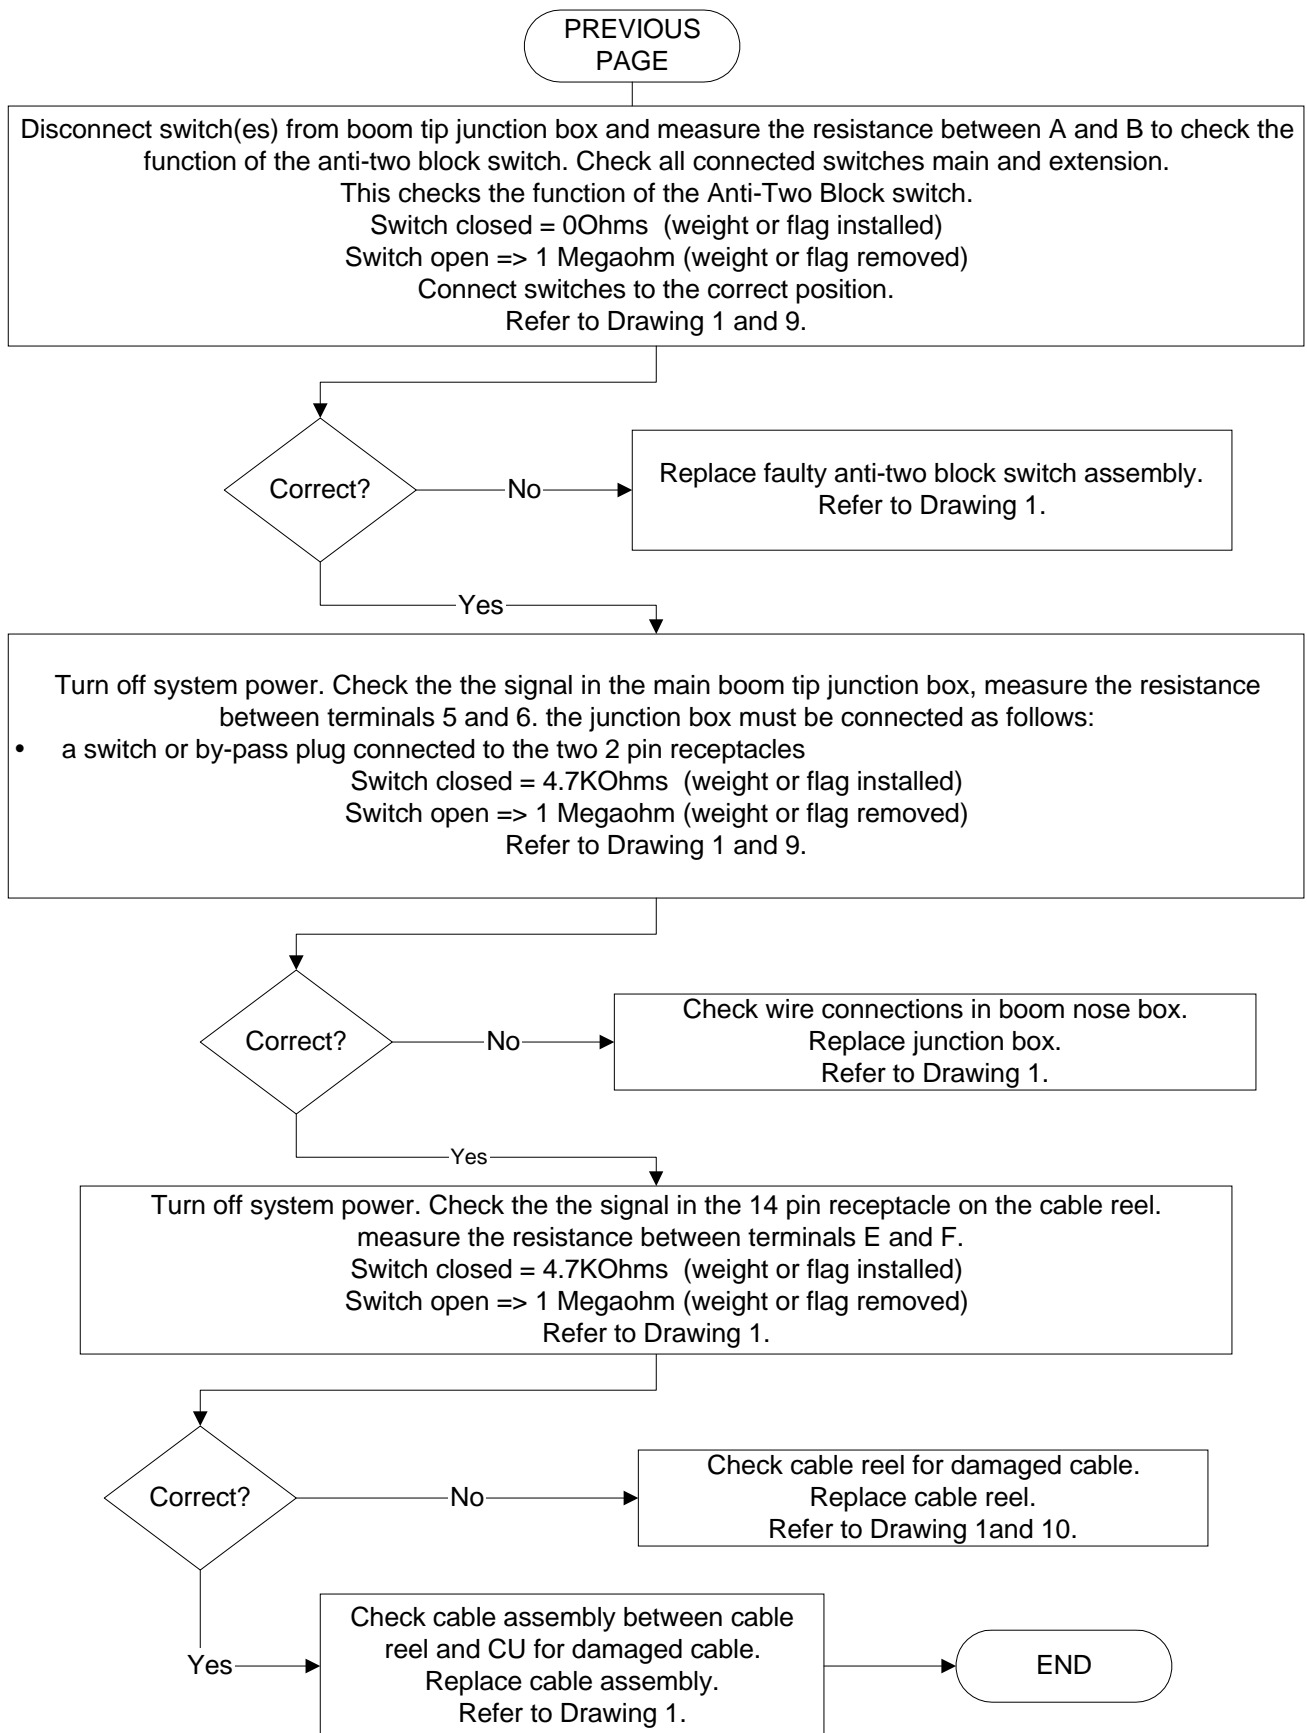 PREVIOUS
PAGE
Disconnect switch(es) from boom tip junction box and measure the resistance between A and B to check the
function of the anti-two block switch. Check all connected switches main and extension.
This checks the function of the Anti-Two Block switch.
Switch closed = 0Ohms  (weight or flag installed)
Switch open => 1 Megaohm (weight or flag removed)
Connect switches to the correct position.
Refer to Drawing 1 and 9.
Correct?
No
Replace faulty anti-two block switch assembly.
Refer to Drawing 1.
Yes
Turn off system power. Check the the signal in the main boom tip junction box, measure the resistance
between terminals 5 and 6. the junction box must be connected as follows:
• a switch or by-pass plug connected to the two 2 pin receptacles
Switch closed = 4.7KOhms  (weight or flag installed)
Switch open => 1 Megaohm (weight or flag removed)
Refer to Drawing 1 and 9.
Correct?
No
Check wire connections in boom nose box.
Replace junction box.
Refer to Drawing 1.
Yes
Turn off system power. Check the the signal in the 14 pin receptacle on the cable reel.
measure the resistance between terminals E and F.
Switch closed = 4.7KOhms  (weight or flag installed)
Switch open => 1 Megaohm (weight or flag removed)
Refer to Drawing 1.
Correct?
No
Check cable reel for damaged cable.
Replace cable reel.
Refer to Drawing 1and 10.
Yes
Check cable assembly between cable
reel and CU for damaged cable.
Replace cable assembly.
Refer to Drawing 1.
END